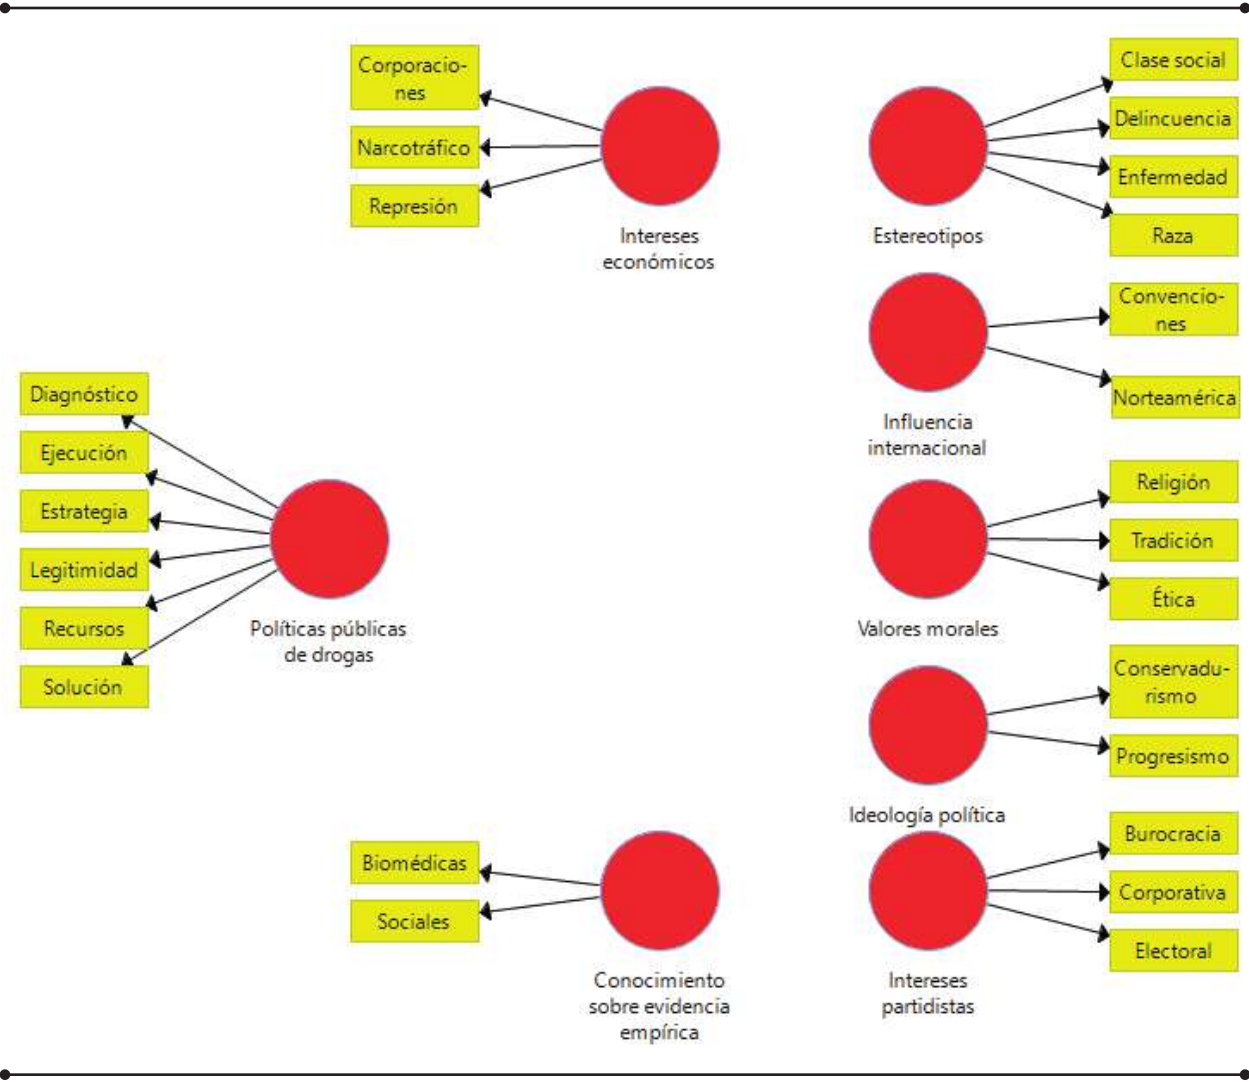 Corporacio-
nes
Narcotráfico
Represión
Intereses
económicos
Clase social
Delincuencia
Enfermedad
Raza
Estereotipos
Convencio-
nes
Norteamérica
Influencia
internacional
Diagnóstico
Ejecución
Estrategia
Legitimidad
Recursos
Solución
Políticas públicas
de drogas
Religión
Tradición
Ética
Valores morales
Conservadu-
rismo
Progresismo
Ideología política
Biomédicas
Sociales
Conocimiento
sobre evidencia
empírica
Burocracia
Corporativa
Electoral
Intereses
partidistas